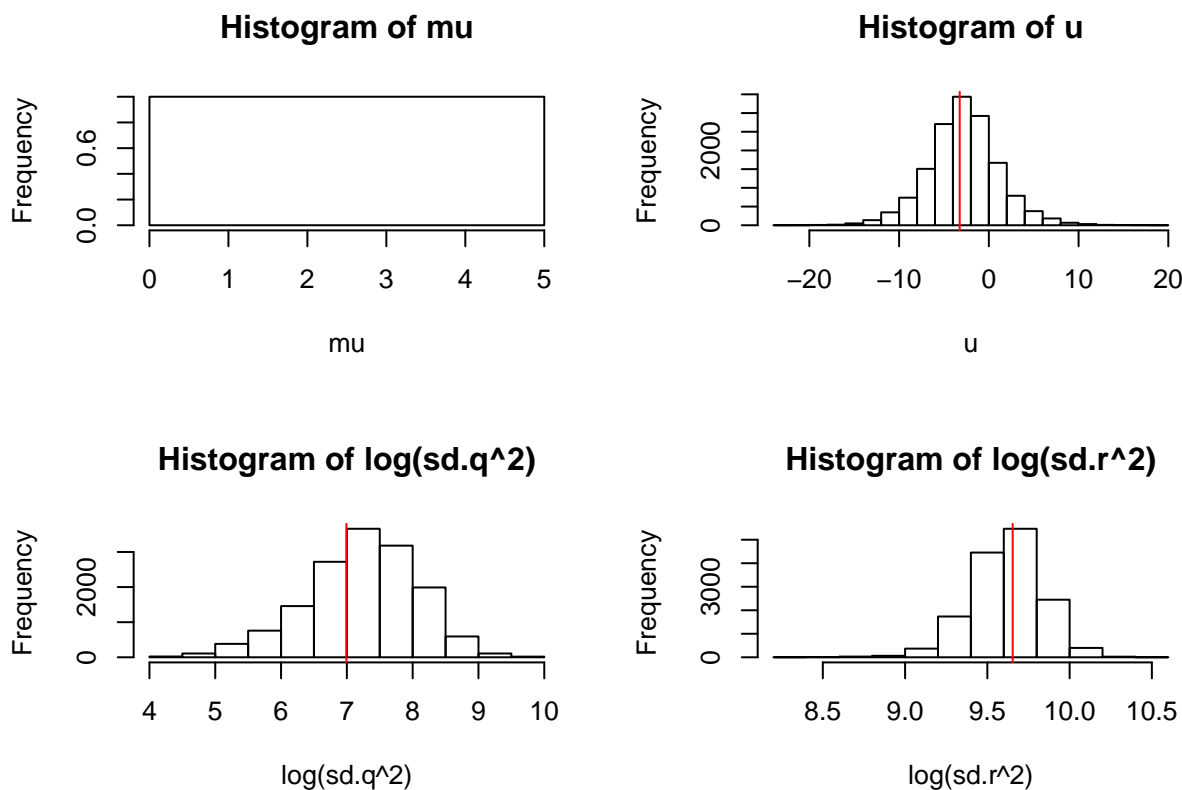 Histogram of mu
Frequency
0.0 0.6
0 1 2 3 4 5
mu
Histogram of u
Frequency
0 2000
−20 −10 0 10 20
u
Histogram of log(sd.q^2)
Frequency
0 2000
4 5 6 7 8 9 10
log(sd.q^2)
Histogram of log(sd.r^2)
Frequency
0 3000
8.5 9.0 9.5 10.0 10.5
log(sd.r^2)